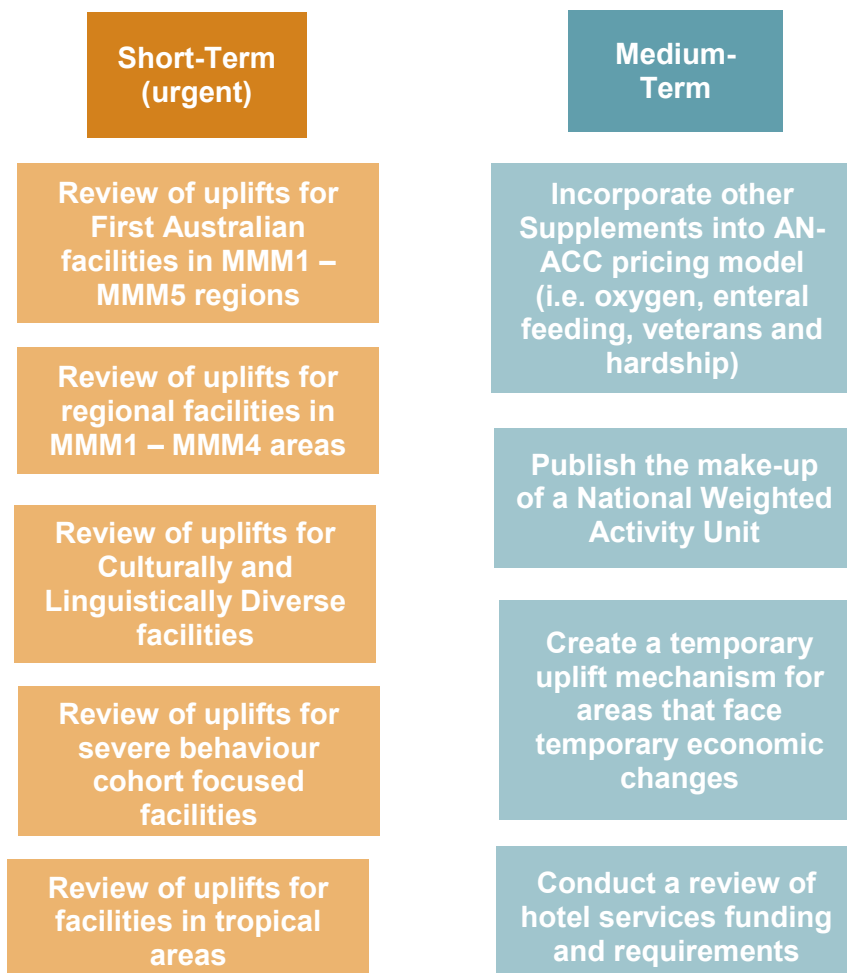 Short-Term
(urgent)
Review of uplifts for
First Australian
facilities in MMM1 –
MMM5 regions
Review of uplifts for
regional facilities in
MMM1 – MMM4 areas
Review of uplifts for
Culturally and
Linguistically Diverse
facilities
Review of uplifts for
severe behaviour
cohort focused
facilities
Review of uplifts for
facilities in tropical
areas
Medium-
Term
Incorporate other
Supplements into AN-
ACC pricing model
(i.e. oxygen, enteral
feeding, veterans and
hardship)
Publish the make-up
of a National Weighted
Activity Unit
Create a temporary
uplift mechanism for
areas that face
temporary economic
changes
Conduct a review of
hotel services funding
and requirements